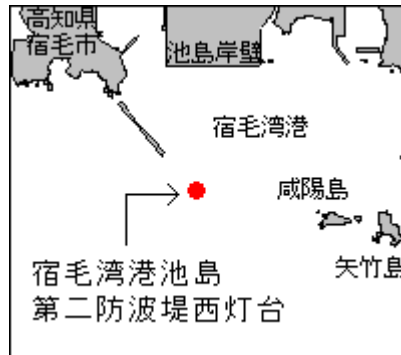 高知県
宿毛市
池島岸壁
宿毛湾港
咸陽島
矢竹島
宿毛湾港池島
第二防波堤西灯台